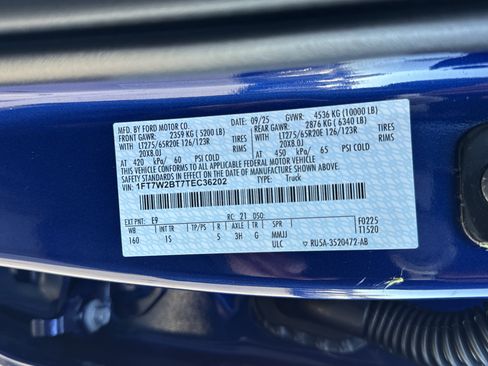 MFD. BY FORD MOTOR CO. 09/25 GVWR: 4536 KG (10000 LB)
FRONT GAWR: 2359 KG ( 5200 LB) REAR GAWR: 2876 KG ( 6340 LB)
WITH LT275/65R20E 126/123R TIRES WITH LT275/65R20E 126/123R TIRES
20X8.0J RIMS 20X8.0J RIMS
AT 420 kPa/ 60 PSI COLD AT 450 kPa/ 65 PSI COLD
THIS VEHICLE CONFORMS TO ALL APPLICABLE FEDERAL MOTOR VEHICLE
SAFETY STANDARDS IN EFFECT ON THE DATE OF MANUFACTURE SHOWN ABOVE.
VIN: 1FT7W2BT7TEC36202 TYPE: Truck
EXT PNT: E9 RC: 21 DSO: F0225
WB INT TR TP/PS R AXLE TR SPR T1520
160 IS 5 3H G MMJJ
ULC ▽ RU5A-3520472-AB